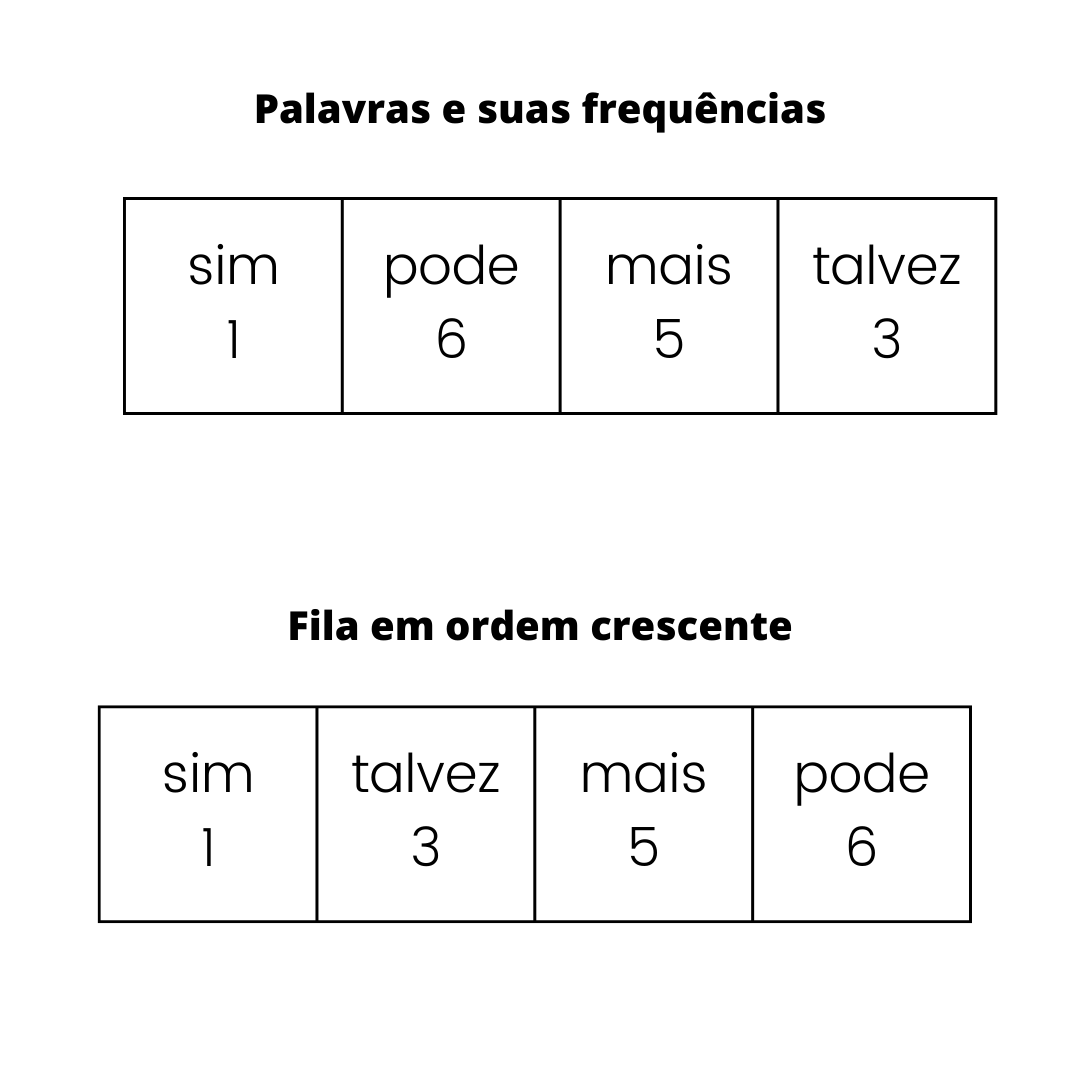 Palavras e suas frequências
sim pode mais talvez
1 6 5 3
Fila em ordem crescente
sim talvez mais pode
1 3 5 6